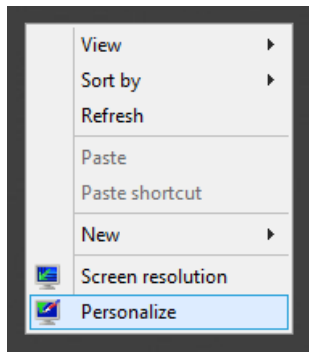 View
Sort by
Refresh
Paste
Paste shortcut
New
Screen resolution
Personalize